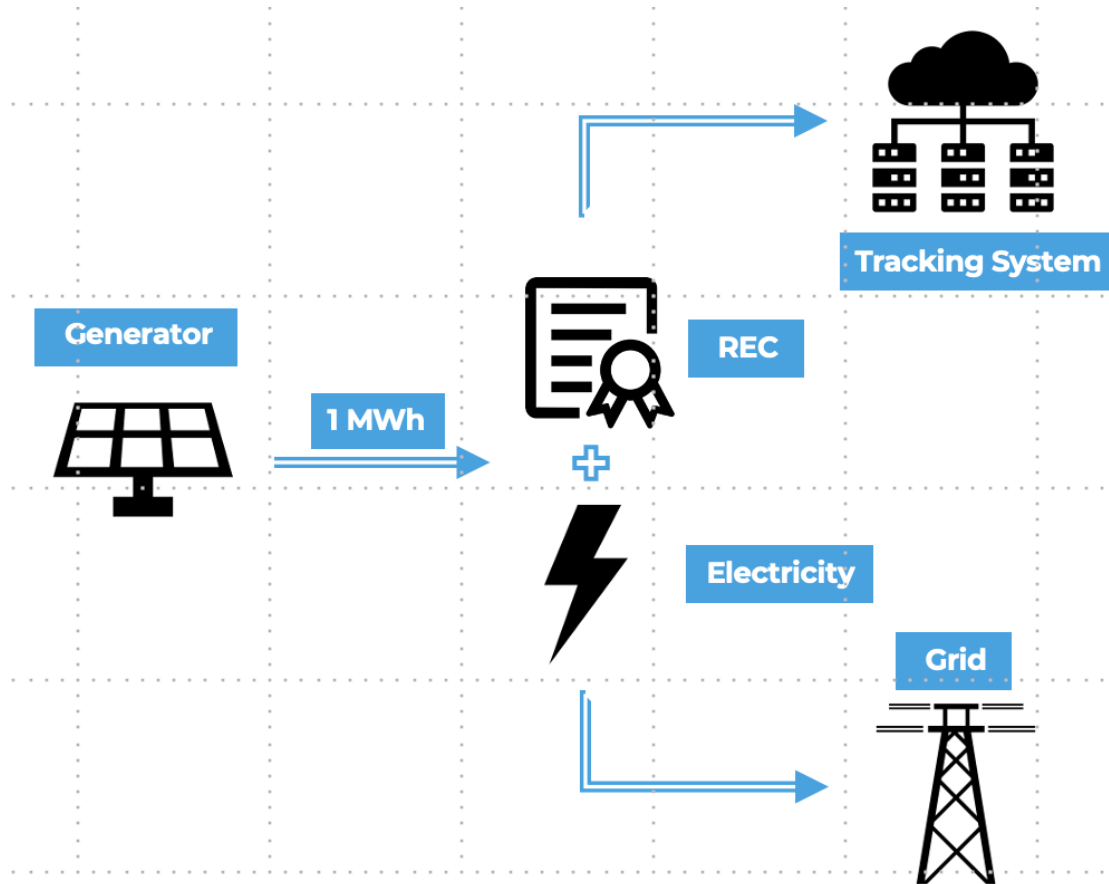 Tracking System
Generator
REC
1 MWh
Electricity
Grid